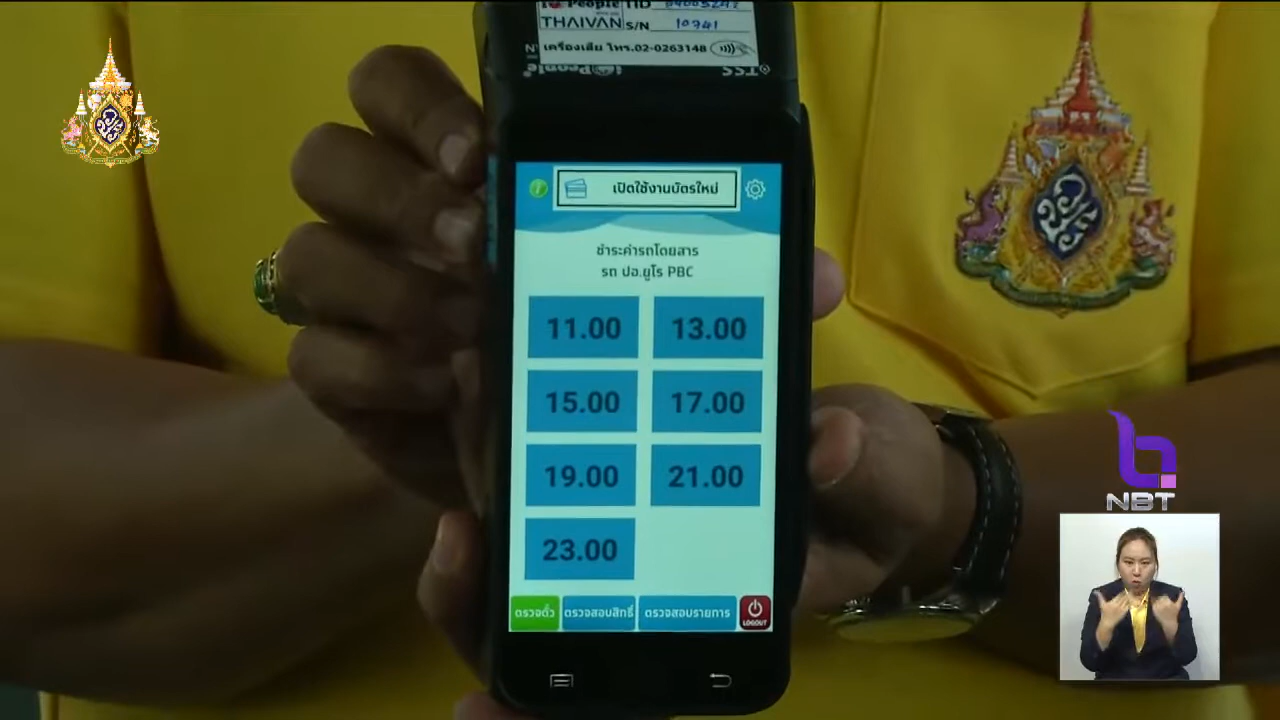 People TID
THAIVAN S/N 10741
เครื่องเสีย โทร.02-0263148
People TSS
เปิดใช้งานบัตรใหม่
ชำระค่ารถโดยสาร
รถ ปอ.ยูโร PBC
11.00 13.00
15.00 17.00
19.00 21.00
23.00
ตรวจตั๋ว ตรวจสอบสิทธิ์ ตรวจสอบรายการ LOGOUT
NBT